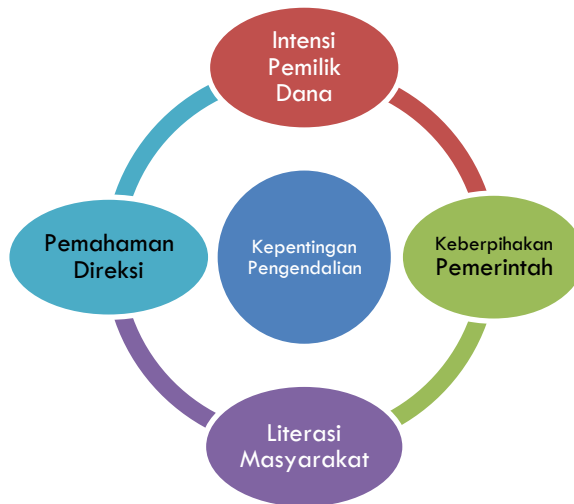 Intensi
Pemilik
Dana
Pemahaman
Direksi
Kepentingan
Pengendalian
Keberpihakan
Pemerintah
Literasi
Masyarakat